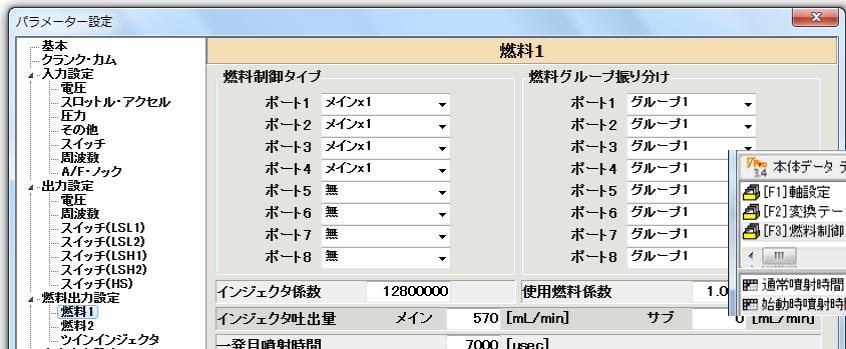 パラメーター設定
基本
クランク・カム
入力設定
電圧
スロットル・アクセル
圧力
その他
スイッチ
周波数
A/F・ノック
出力設定
電圧
周波数
スイッチ(LSL1)
スイッチ(LSL2)
スイッチ(LSH1)
スイッチ(LSH2)
スイッチ(HS)
燃料出力設定
燃料1
燃料2
ツインインジェクタ
燃料1
燃料制御タイプ
ポート1 メインx1
ポート2 メインx1
ポート3 メインx1
ポート4 メインx1
ポート5 無
ポート6 無
ポート7 無
ポート8 無
燃料グループ振り分け
ポート1 グループ1
ポート2 グループ1
ポート3 グループ1
ポート4 グループ1
ポート5 グループ1
ポート6 グループ1
ポート7 グループ1
ポート8 グループ1
インジェクタ係数 12800000
使用燃料係数 1.0
インジェクタ吐出量 メイン 570 [mL/min] サブ 0 [mL/min]
一発目噴射時間 7000 [usec]
VPro 3.4 本体データ
[F1]軸設定
[F2]変換テー
[F3]燃料制御
通常噴射時間
始動時噴射時